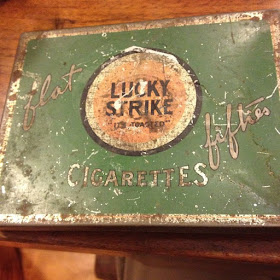 flat
LUCKY
STRIKE
"IT'S TOASTED"
fifties
CIGARETTES